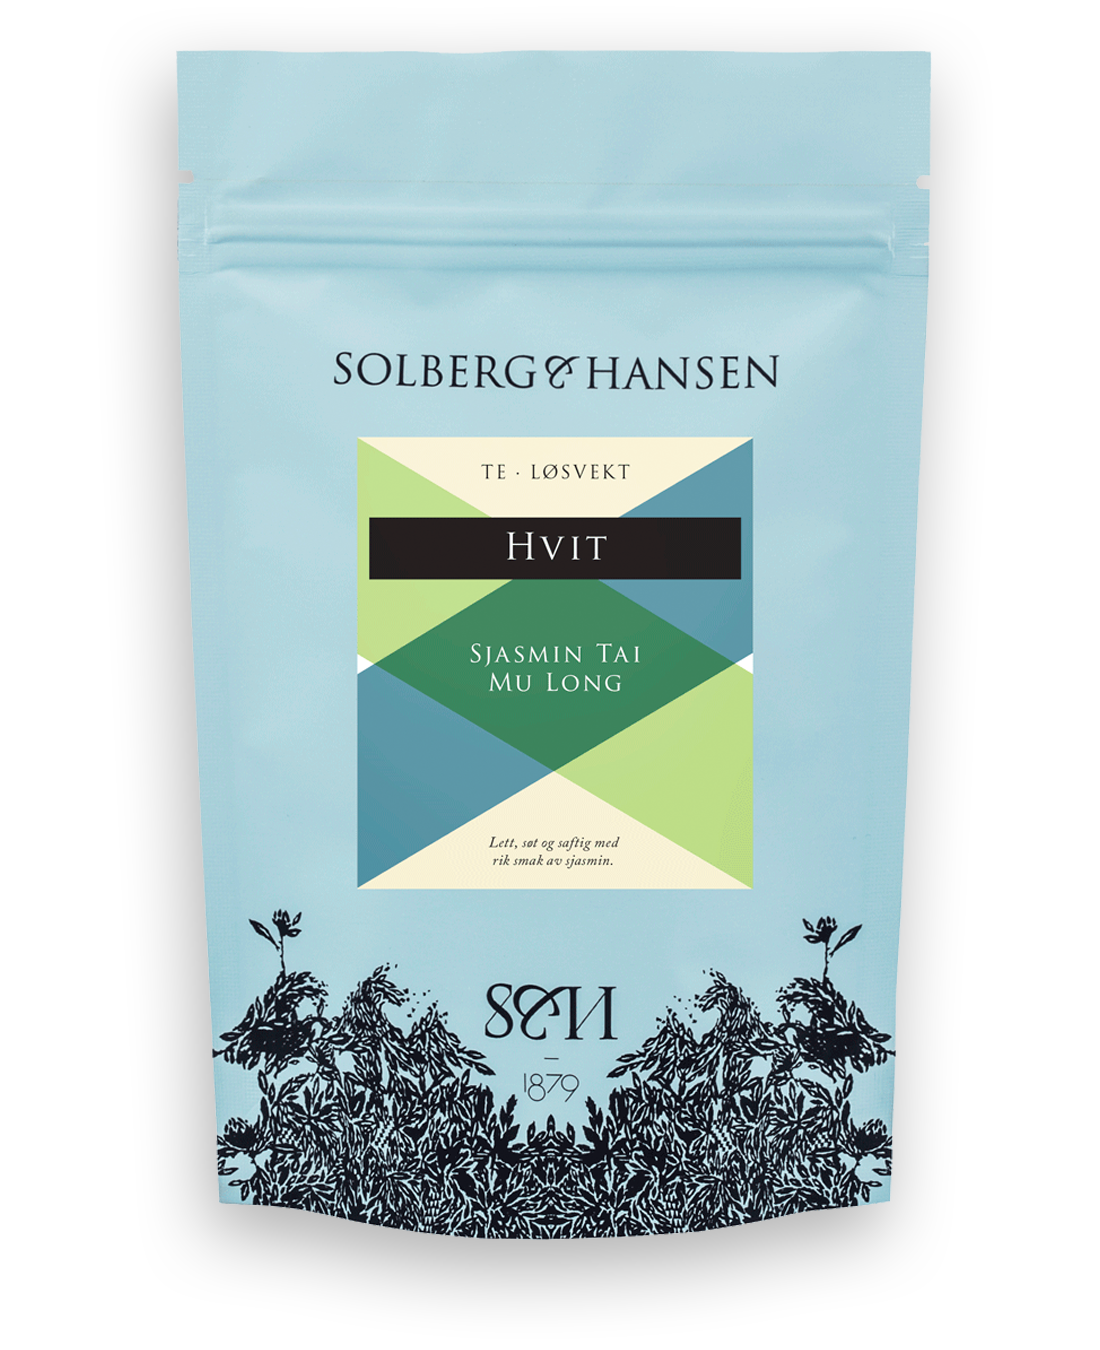 SOLBERG & HANSEN
TE · LØSVEKT
HVIT
SJASMIN TAI
MU LONG
Lett, søt og saftig med
rik smak av sjasmin.
S&H
1879